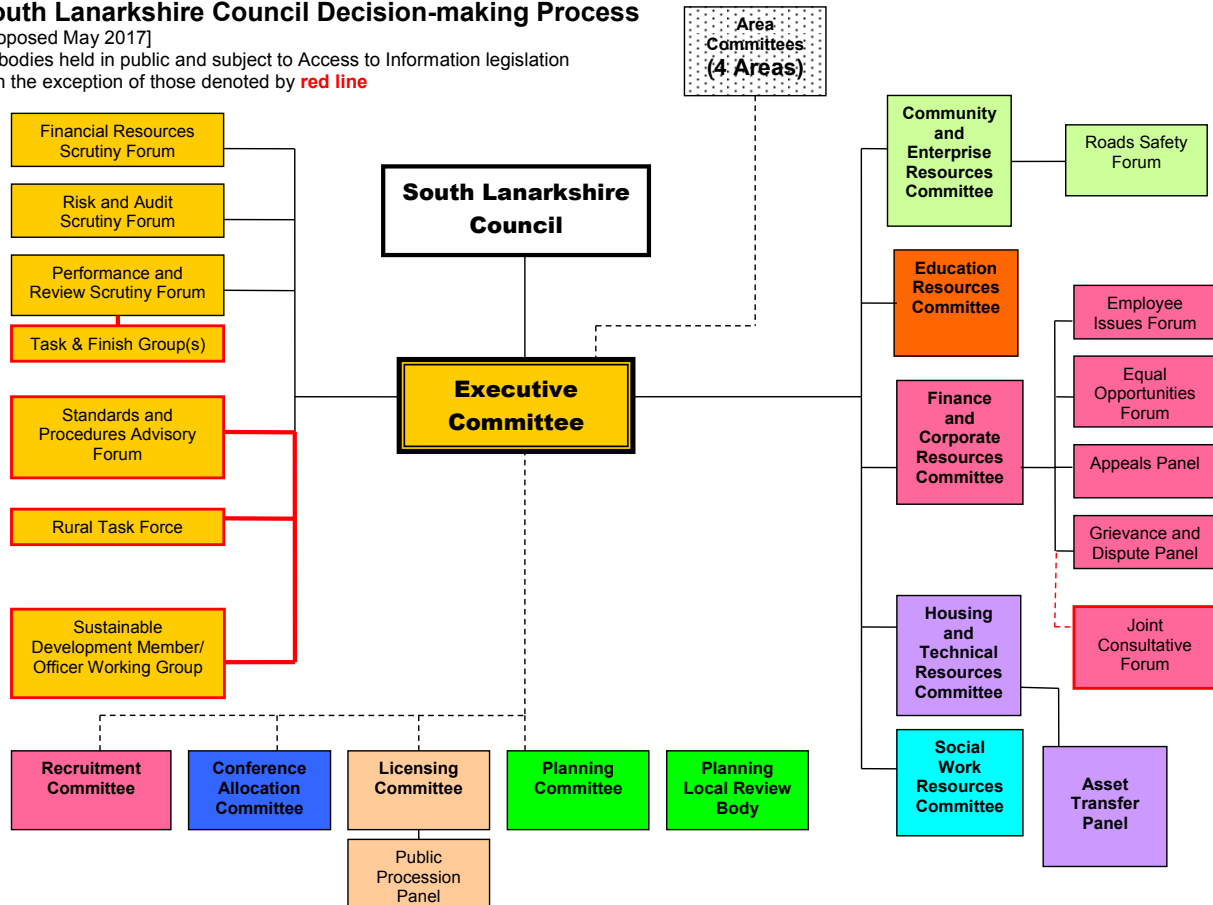 outh Lanarkshire Council Decision-making Process
oposed May 2017]
bodies held in public and subject to Access to Information legislation
h the exception of those denoted by red line
Area
Committees
(4 Areas)
Financial Resources
Scrutiny Forum
Risk and Audit
Scrutiny Forum
Performance and
Review Scrutiny Forum
Task & Finish Group(s)
Standards and
Procedures Advisory
Forum
Rural Task Force
Sustainable
Development Member/
Officer Working Group
South Lanarkshire
Council
Executive
Committee
Community
and
Enterprise
Resources
Committee
Roads Safety
Forum
Education
Resources
Committee
Finance
and
Corporate
Resources
Committee
Employee
Issues Forum
Equal
Opportunities
Forum
Appeals Panel
Grievance and
Dispute Panel
Joint
Consultative
Forum
Housing
and
Technical
Resources
Committee
Social
Work
Resources
Committee
Asset
Transfer
Panel
Recruitment
Committee
Conference
Allocation
Committee
Licensing
Committee
Public
Procession
Panel
Planning
Committee
Planning
Local Review
Body